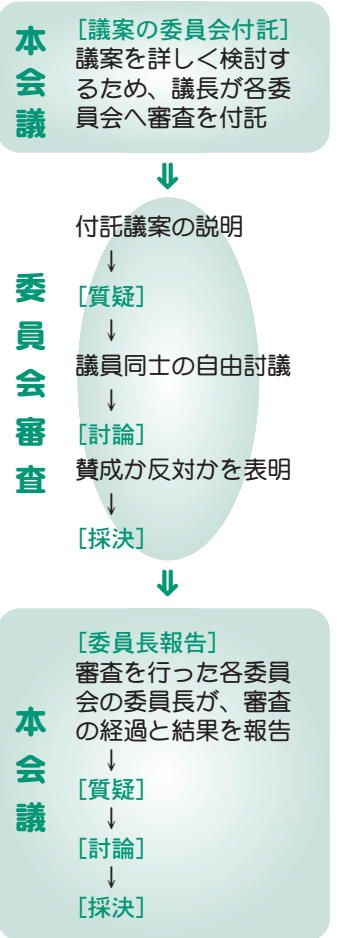 本会議
[議案の委員会付託]
議案を詳しく検討す
るため、議長が各委
員会へ審査を付託
⇓
委員会審査
付託議案の説明
↓
[質疑]
↓
議員同士の自由討議
↓
[討論]
賛成か反対かを表明
↓
[採決]
⇓
本会議
[委員長報告]
審査を行った各委員
会の委員長が、審査
の経過と結果を報告
↓
[質疑]
↓
[討論]
↓
[採決]